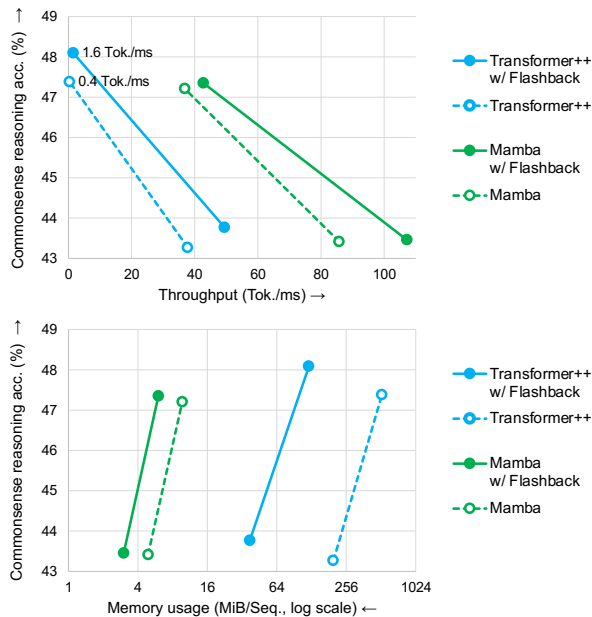 Commonsense reasoning acc. (%) →
49
48
47
46
45
44
43
1.6 Tok./ms
0.4 Tok./ms
0
20
40
60
80
100
Throughput (Tok./ms) →
Transformer++
w/ Flashback
Transformer++
Mamba
w/ Flashback
Mamba
Commonsense reasoning acc. (%) →
49
48
47
46
45
44
43
1
4
16
64
256
1024
Memory usage (MiB/Seq., log scale) ←
Transformer++
w/ Flashback
Transformer++
Mamba
w/ Flashback
Mamba